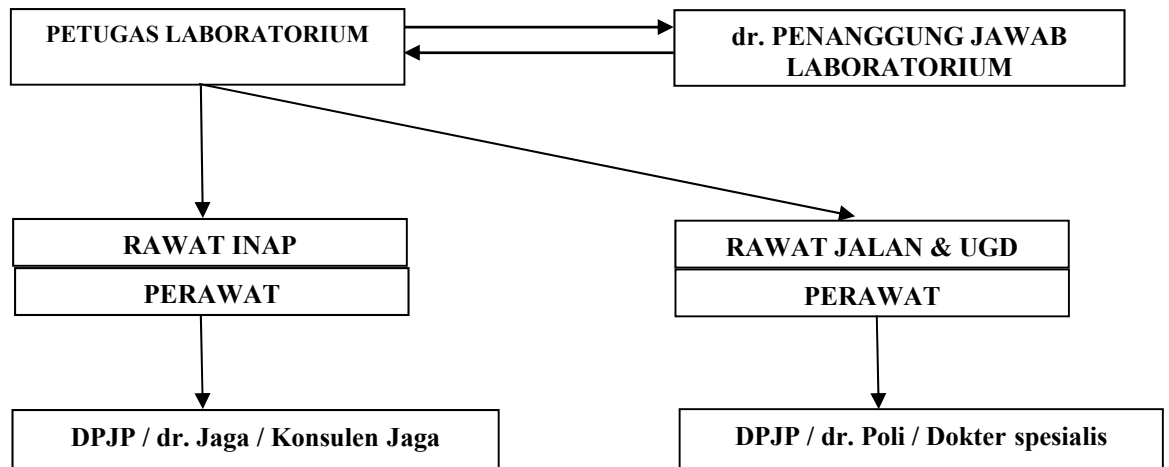 PETUGAS LABORATORIUM
dr. PENANGGUNG JAWAB
LABORATORIUM
RAWAT INAP
PERAWAT
RAWAT JALAN & UGD
PERAWAT
DPJP / dr. Jaga / Konsulen Jaga
DPJP / dr. Poli / Dokter spesialis